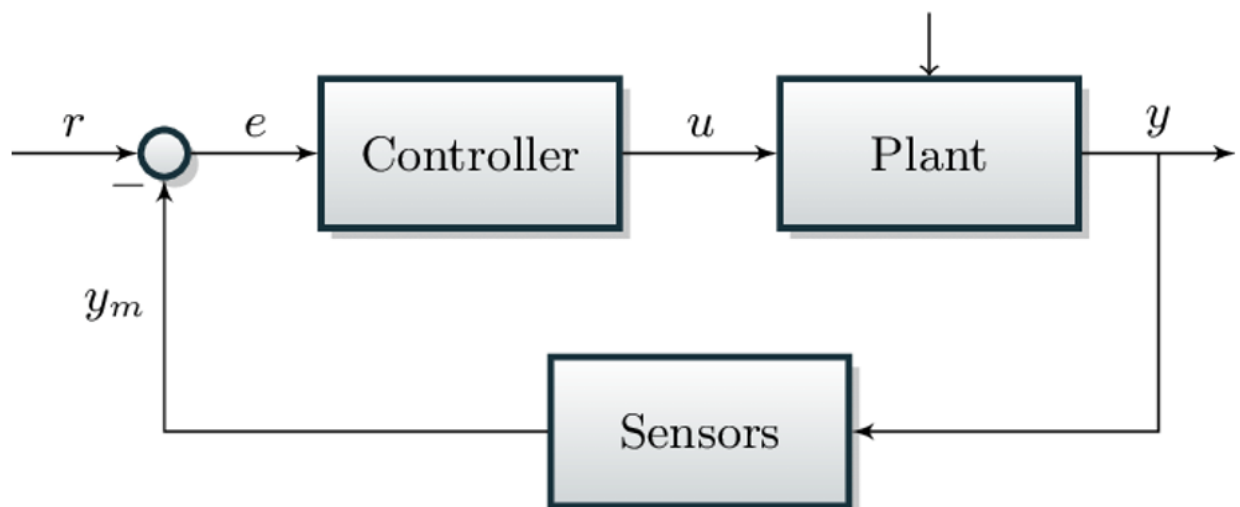 r
e
Controller
u
Plant
y
−
y_m
Sensors